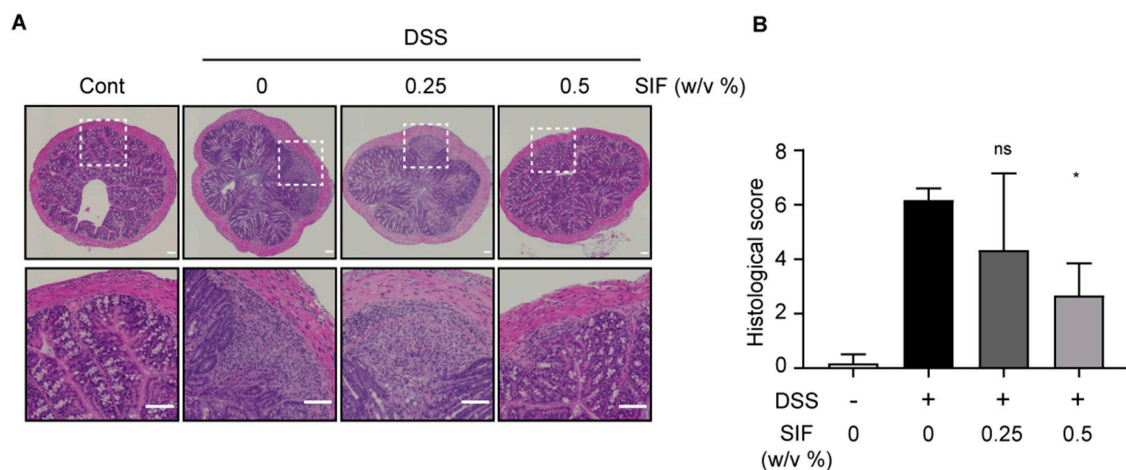 A
DSS
Cont 0 0.25 0.5 SIF (w/v %)
B
Histological score
8
6
4
2
0
ns
*
DSS - + + +
SIF 0 0 0.25 0.5
(w/v %)